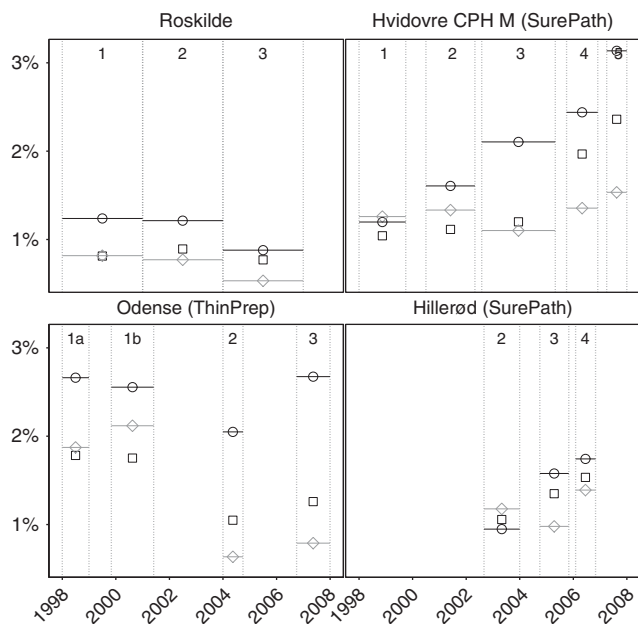 Roskilde
Hvidovre CPH M (SurePath)
1 2 3
1 2 3 4 5
3%
2%
1%
Odense (ThinPrep)
Hillerød (SurePath)
1a 1b 2 3
2 3 4
3%
2%
1%
1998 2000 2002 2004 2006 2008
1998 2000 2002 2004 2006 2008